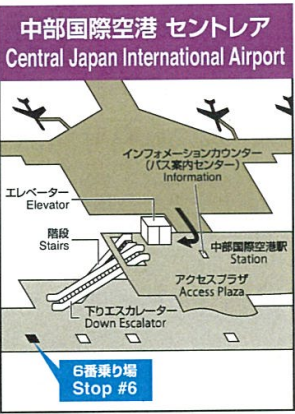 中部国際空港 セントレア
Central Japan International Airport
インフォメーションカウンター
(バス案内センター)
Information
エレベーター
Elevator
階段
Stairs
中部国際空港駅
Station
アクセスプラザ
Access Plaza
下りエスカレーター
Down Escalator
6番乗り場
Stop #6